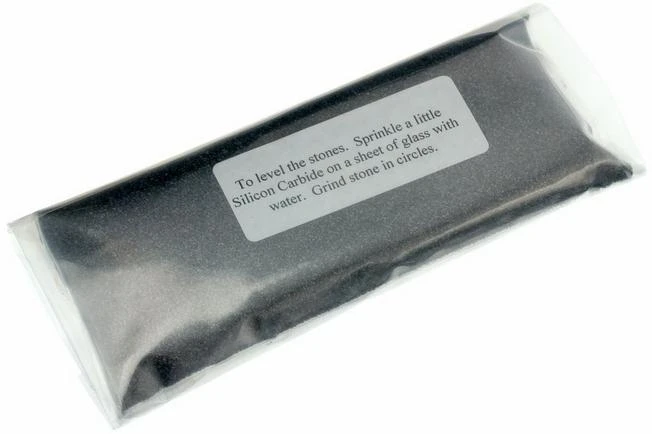 To level the stones. Sprinkle a little
Silicon Carbide on a sheet of glass with
water. Grind stone in circles.